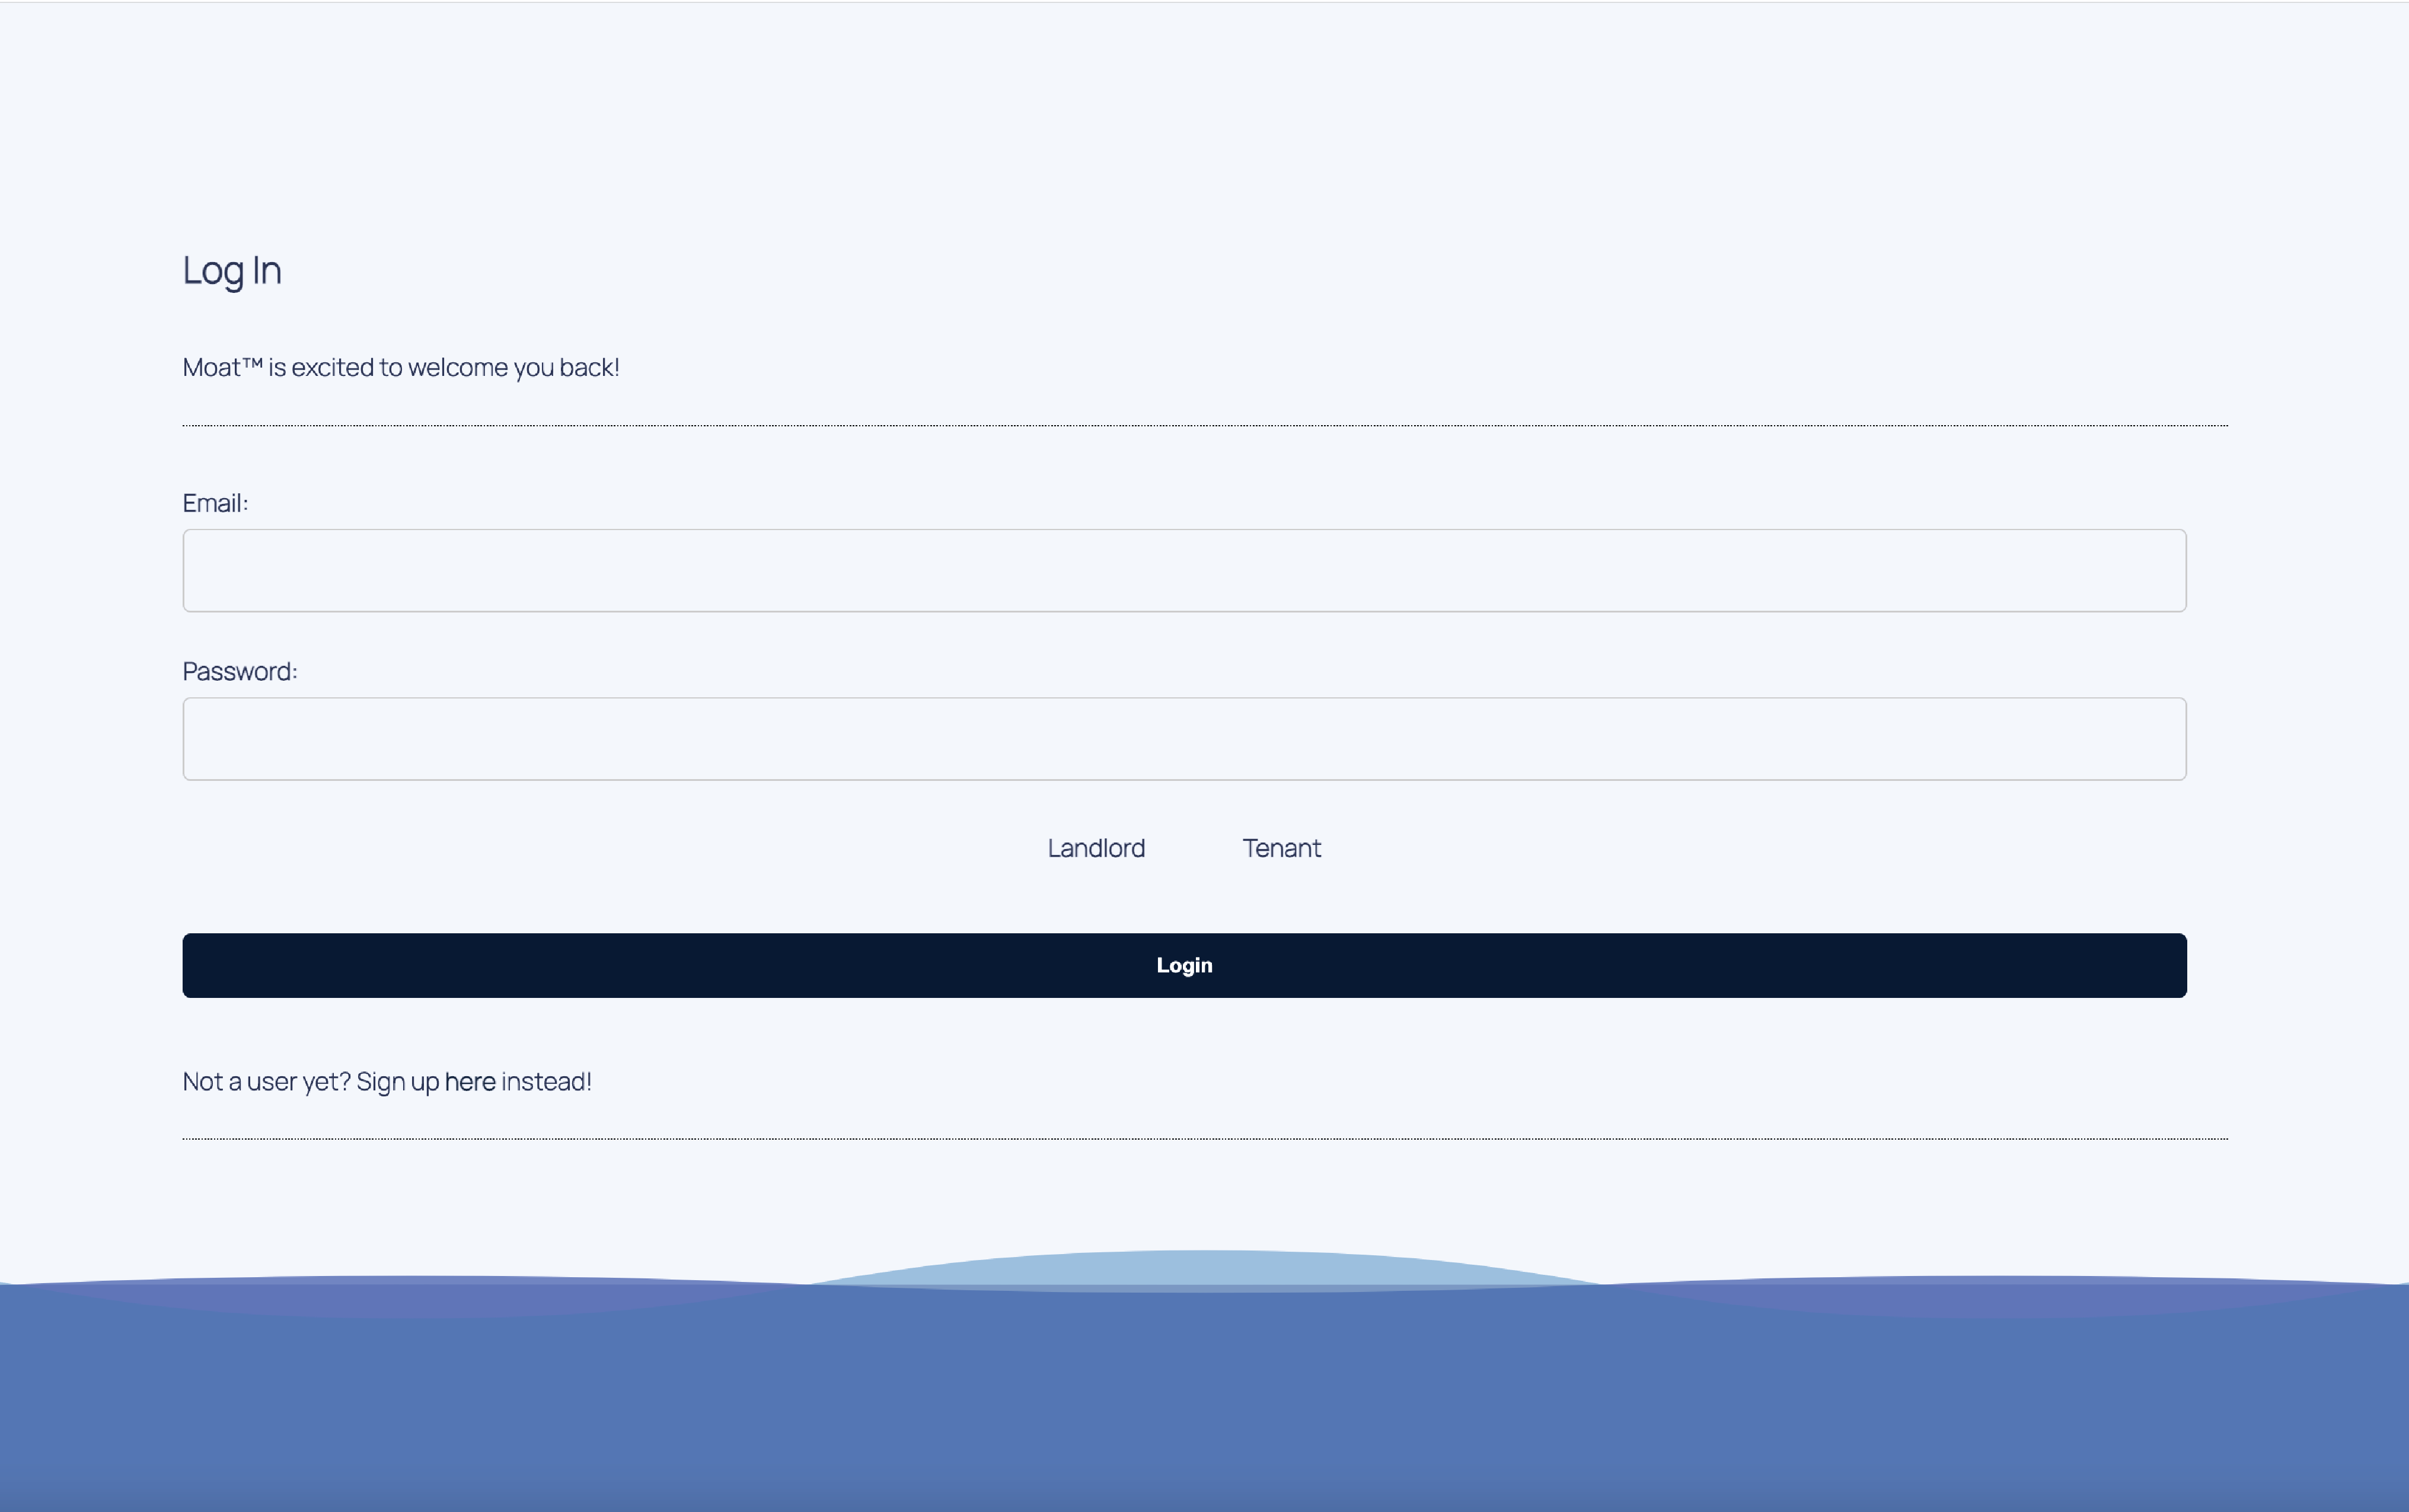 Log In
Moat™ is excited to welcome you back!
Email:
Password:
Landlord Tenant
Login
Not a user yet? Sign up here instead!